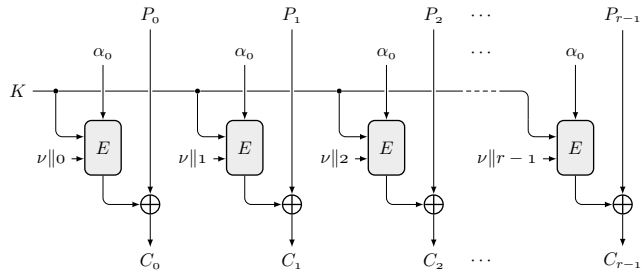 P₀ P₁ P₂ ⋯ P_{r−1}
α₀ α₀ α₀ ⋯ α₀
K
E E E E
ν∥0 ν∥1 ν∥2 ν∥r − 1
C₀ C₁ C₂ ⋯ C_{r−1}